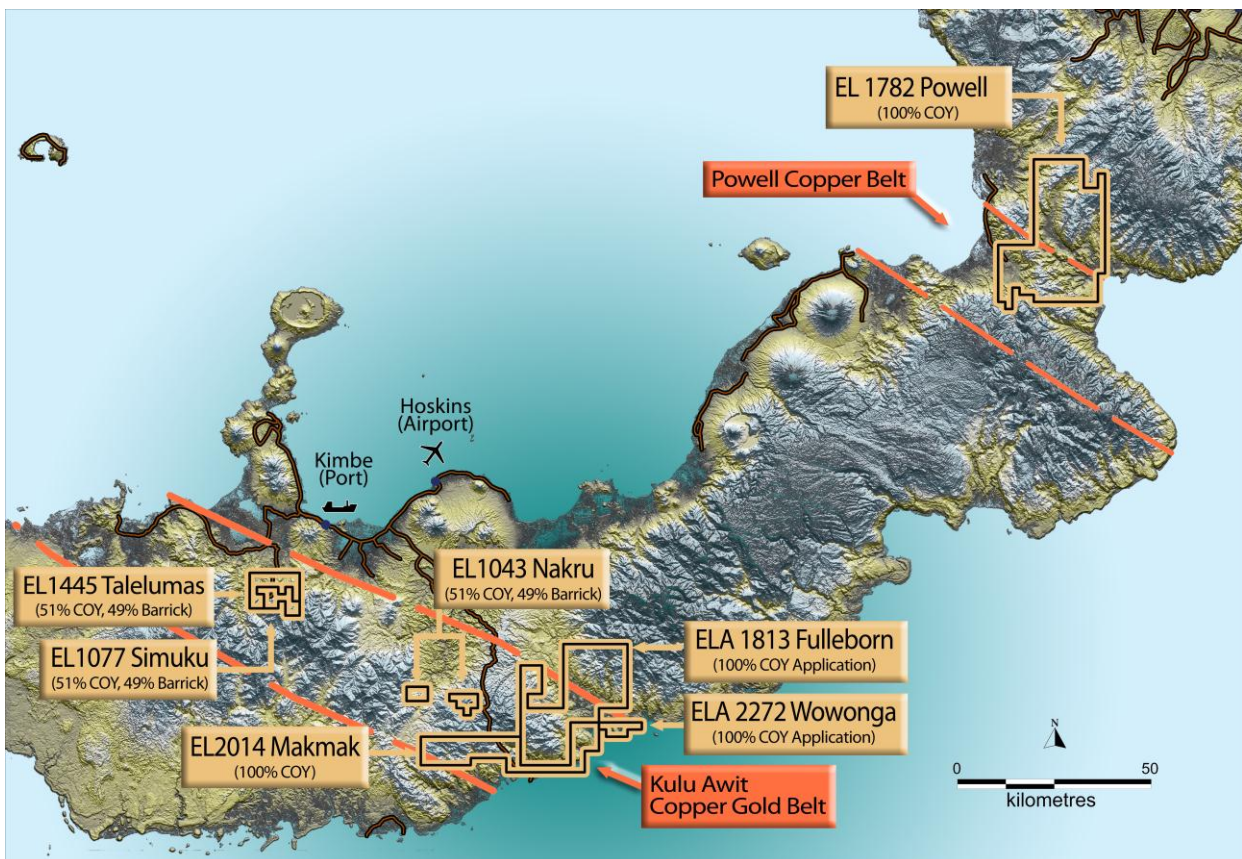 EL 1782 Powell
(100% COY)
Powell Copper Belt
Hoskins
(Airport)
Kimbe
(Port)
EL1445 Talelumas
(51% COY, 49% Barrick)
EL1043 Nakru
(51% COY, 49% Barrick)
EL1077 Simuku
(51% COY, 49% Barrick)
ELA 1813 Fulleborn
(100% COY Application)
ELA 2272 Wowonga
(100% COY Application)
EL2014 Makmak
(100% COY)
Kulu Awit
Copper Gold Belt
N
0 50
kilometres